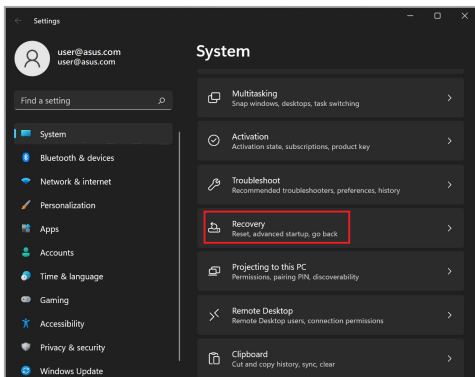 Settings
user@asus.com
user@asus.com
Find a setting
System
Bluetooth & devices
Network & internet
Personalization
Apps
Accounts
Time & language
Gaming
Accessibility
Privacy & security
Windows Update
System
Multitasking
Snap windows, desktops, task switching
Activation
Activation state, subscriptions, product key
Troubleshoot
Recommended troubleshooters, preferences, history
Recovery
Reset, advanced startup, go back
Projecting to this PC
Permissions, pairing PIN, discoverability
Remote Desktop
Remote Desktop users, connection permissions
Clipboard
Cut and copy history, sync, clear